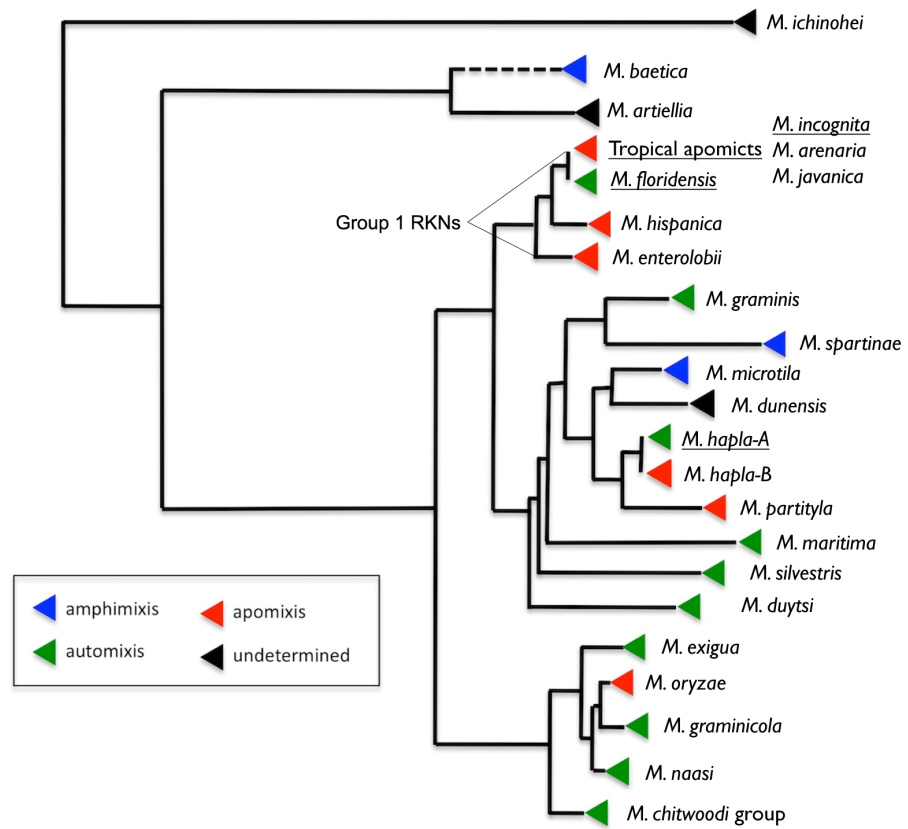 M. ichinohei
M. baetica
M. artiellia
M. incognita
Tropical apomicts
M. arenaria
M. floridensis
M. javanica
Group 1 RKNs
M. hispanica
M. enterolobii
M. graminis
M. spartinae
M. microtila
M. dunensis
M. hapla-A
M. hapla-B
M. partityla
M. maritima
M. silvestris
M. duytsi
amphimixis
apomixis
automixis
undetermined
M. exigua
M. oryzae
M. graminicola
M. naasi
M. chitwoodi group